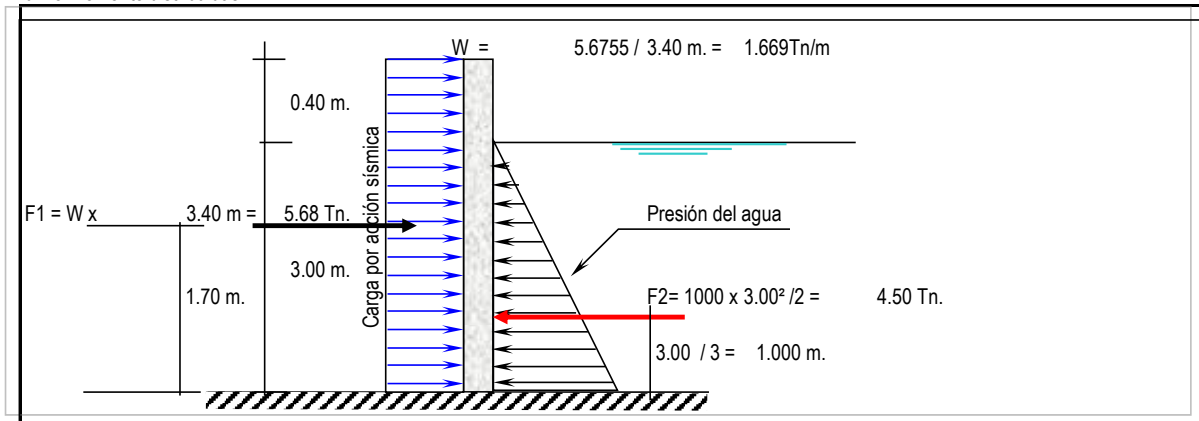 W = 5.6755 / 3.40 m. = 1.669Tn/m
0.40 m.
Carga por acción sísmica
F1 = W x 3.40 m = 5.68 Tn.
Presión del agua
3.00 m.
1.70 m.
F2= 1000 x 3.00² /2 = 4.50 Tn.
3.00 / 3 = 1.000 m.